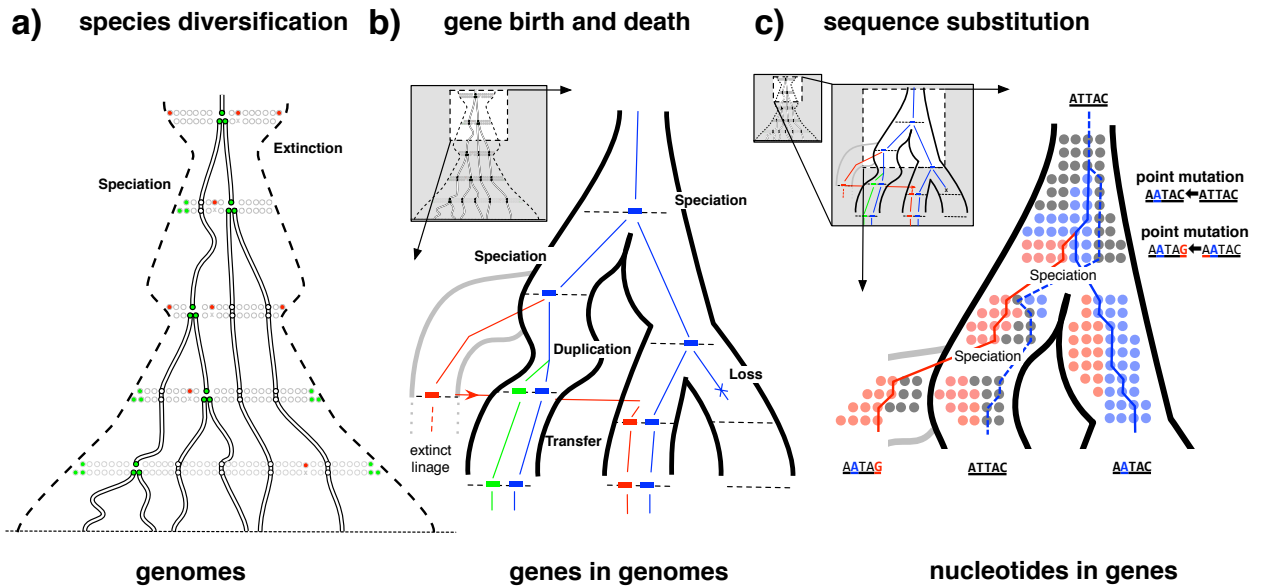 a) species diversification
Extinction
Speciation
genomes
b) gene birth and death
Speciation
Speciation
Duplication
Loss
Transfer
extinct
linage
genes in genomes
c) sequence substitution
ATTAC
point mutation
AATAC ATTAC
point mutation
AATAG AATAC
Speciation
Speciation
AATAG
ATTAC
AATAC
nucleotides in genes